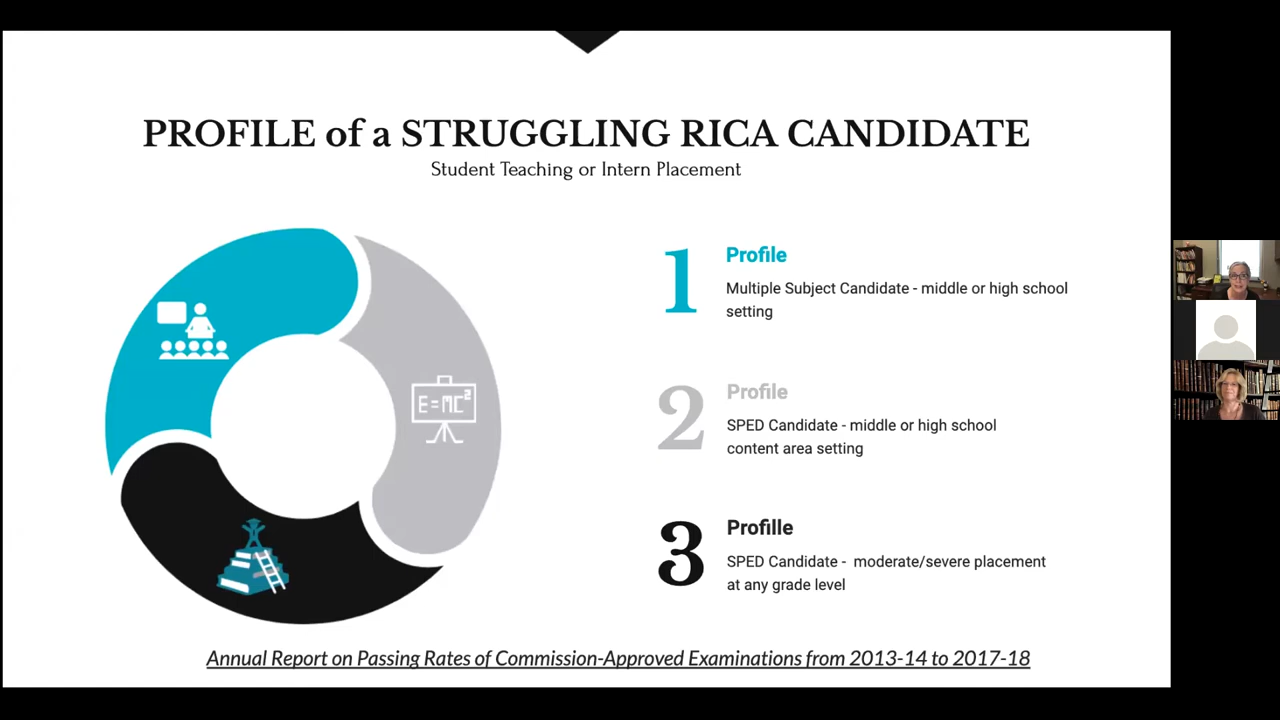 PROFILE of a STRUGGLING RICA CANDIDATE
Student Teaching or Intern Placement
E=MC²
1
Profile
Multiple Subject Candidate - middle or high school
setting
2
Profile
SPED Candidate - middle or high school
content area setting
3
Profille
SPED Candidate - moderate/severe placement
at any grade level
Annual Report on Passing Rates of Commission-Approved Examinations from 2013-14 to 2017-18